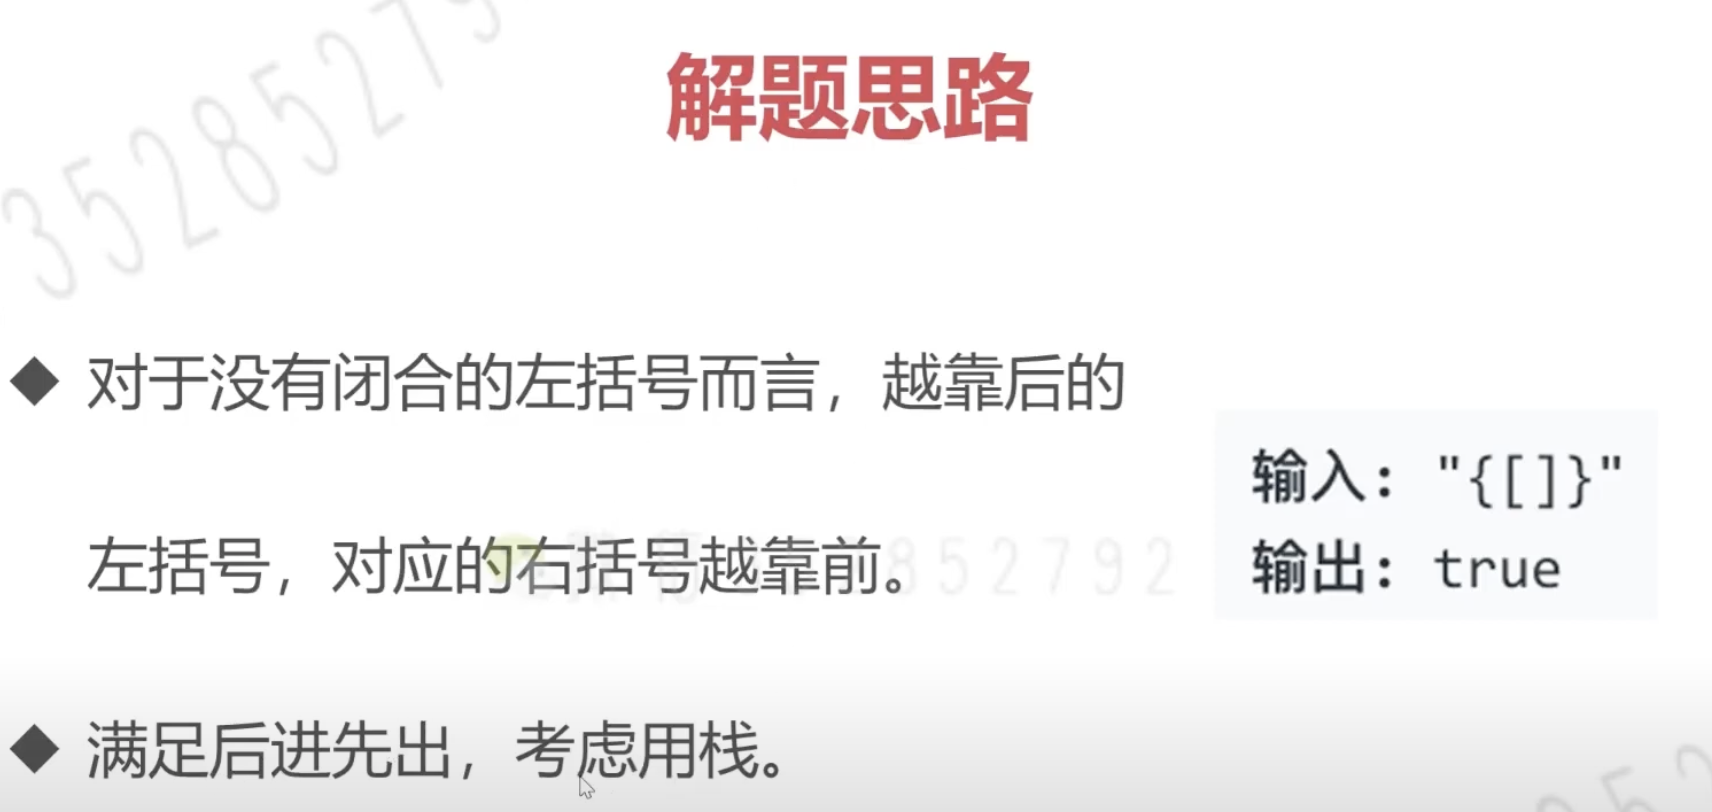 3528527９
解题思路
◆ 对于没有闭合的左括号而言，越靠后的
左括号，对应的右括号越靠前。
852792
输入： "{[]}"
输出： true
◆ 满足后进先出，考虑用栈。